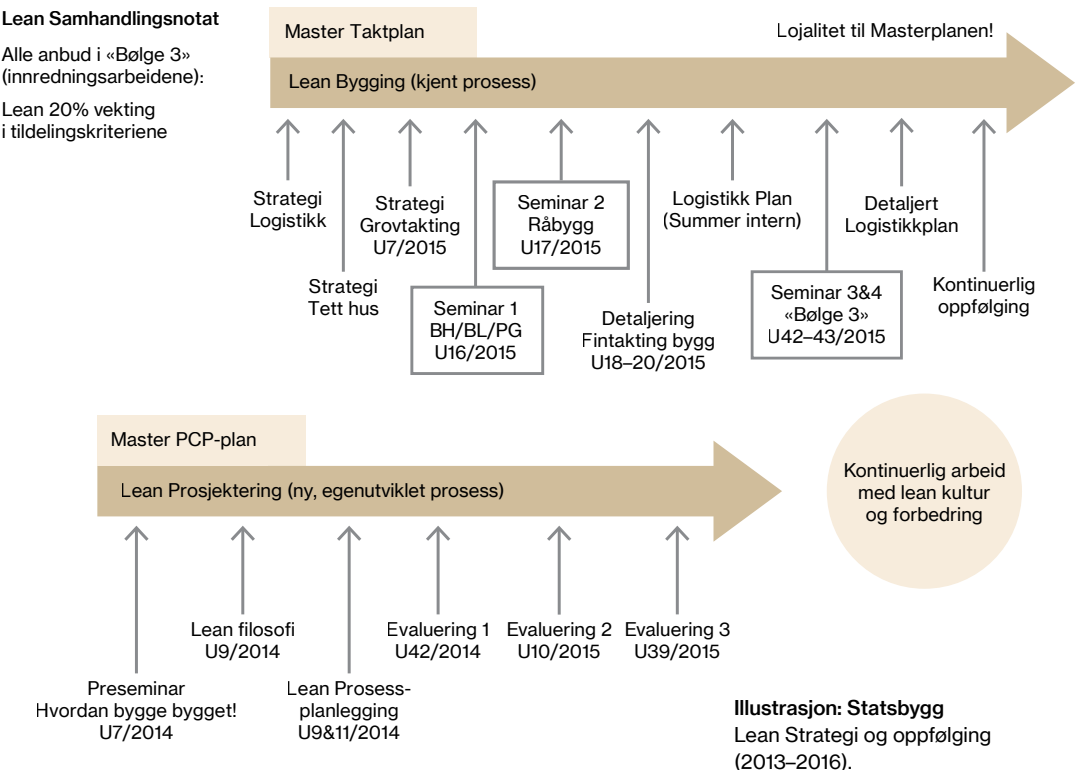 Lean Samhandlingsnotat
Alle anbud i «Bølge 3»
(innredningsarbeidene):
Lean 20% vekting
i tildelingskriteriene
Master Taktplan
Lojalitet til Masterplanen!
Lean Bygging (kjent prosess)
Strategi
Logistikk
Strategi
Tett hus
Strategi
Grovtakting
U7/2015
Seminar 1
BH/BL/PG
U16/2015
Seminar 2
Råbygg
U17/2015
Detaljering
Fintakting bygg
U18–20/2015
Logistikk Plan
(Summer intern)
Seminar 3&4
«Bølge 3»
U42–43/2015
Detaljert
Logistikkplan
Kontinuerlig
oppfølging
Master PCP-plan
Lean Prosjektering (ny, egenutviklet prosess)
Preseminar
Hvordan bygge bygget!
U7/2014
Lean filosofi
U9/2014
Lean Prosess-
planlegging
U9&11/2014
Evaluering 1
U42/2014
Evaluering 2
U10/2015
Evaluering 3
U39/2015
Kontinuerlig arbeid
med lean kultur
og forbedring
Illustrasjon: Statsbygg
Lean Strategi og oppfølging
(2013–2016).